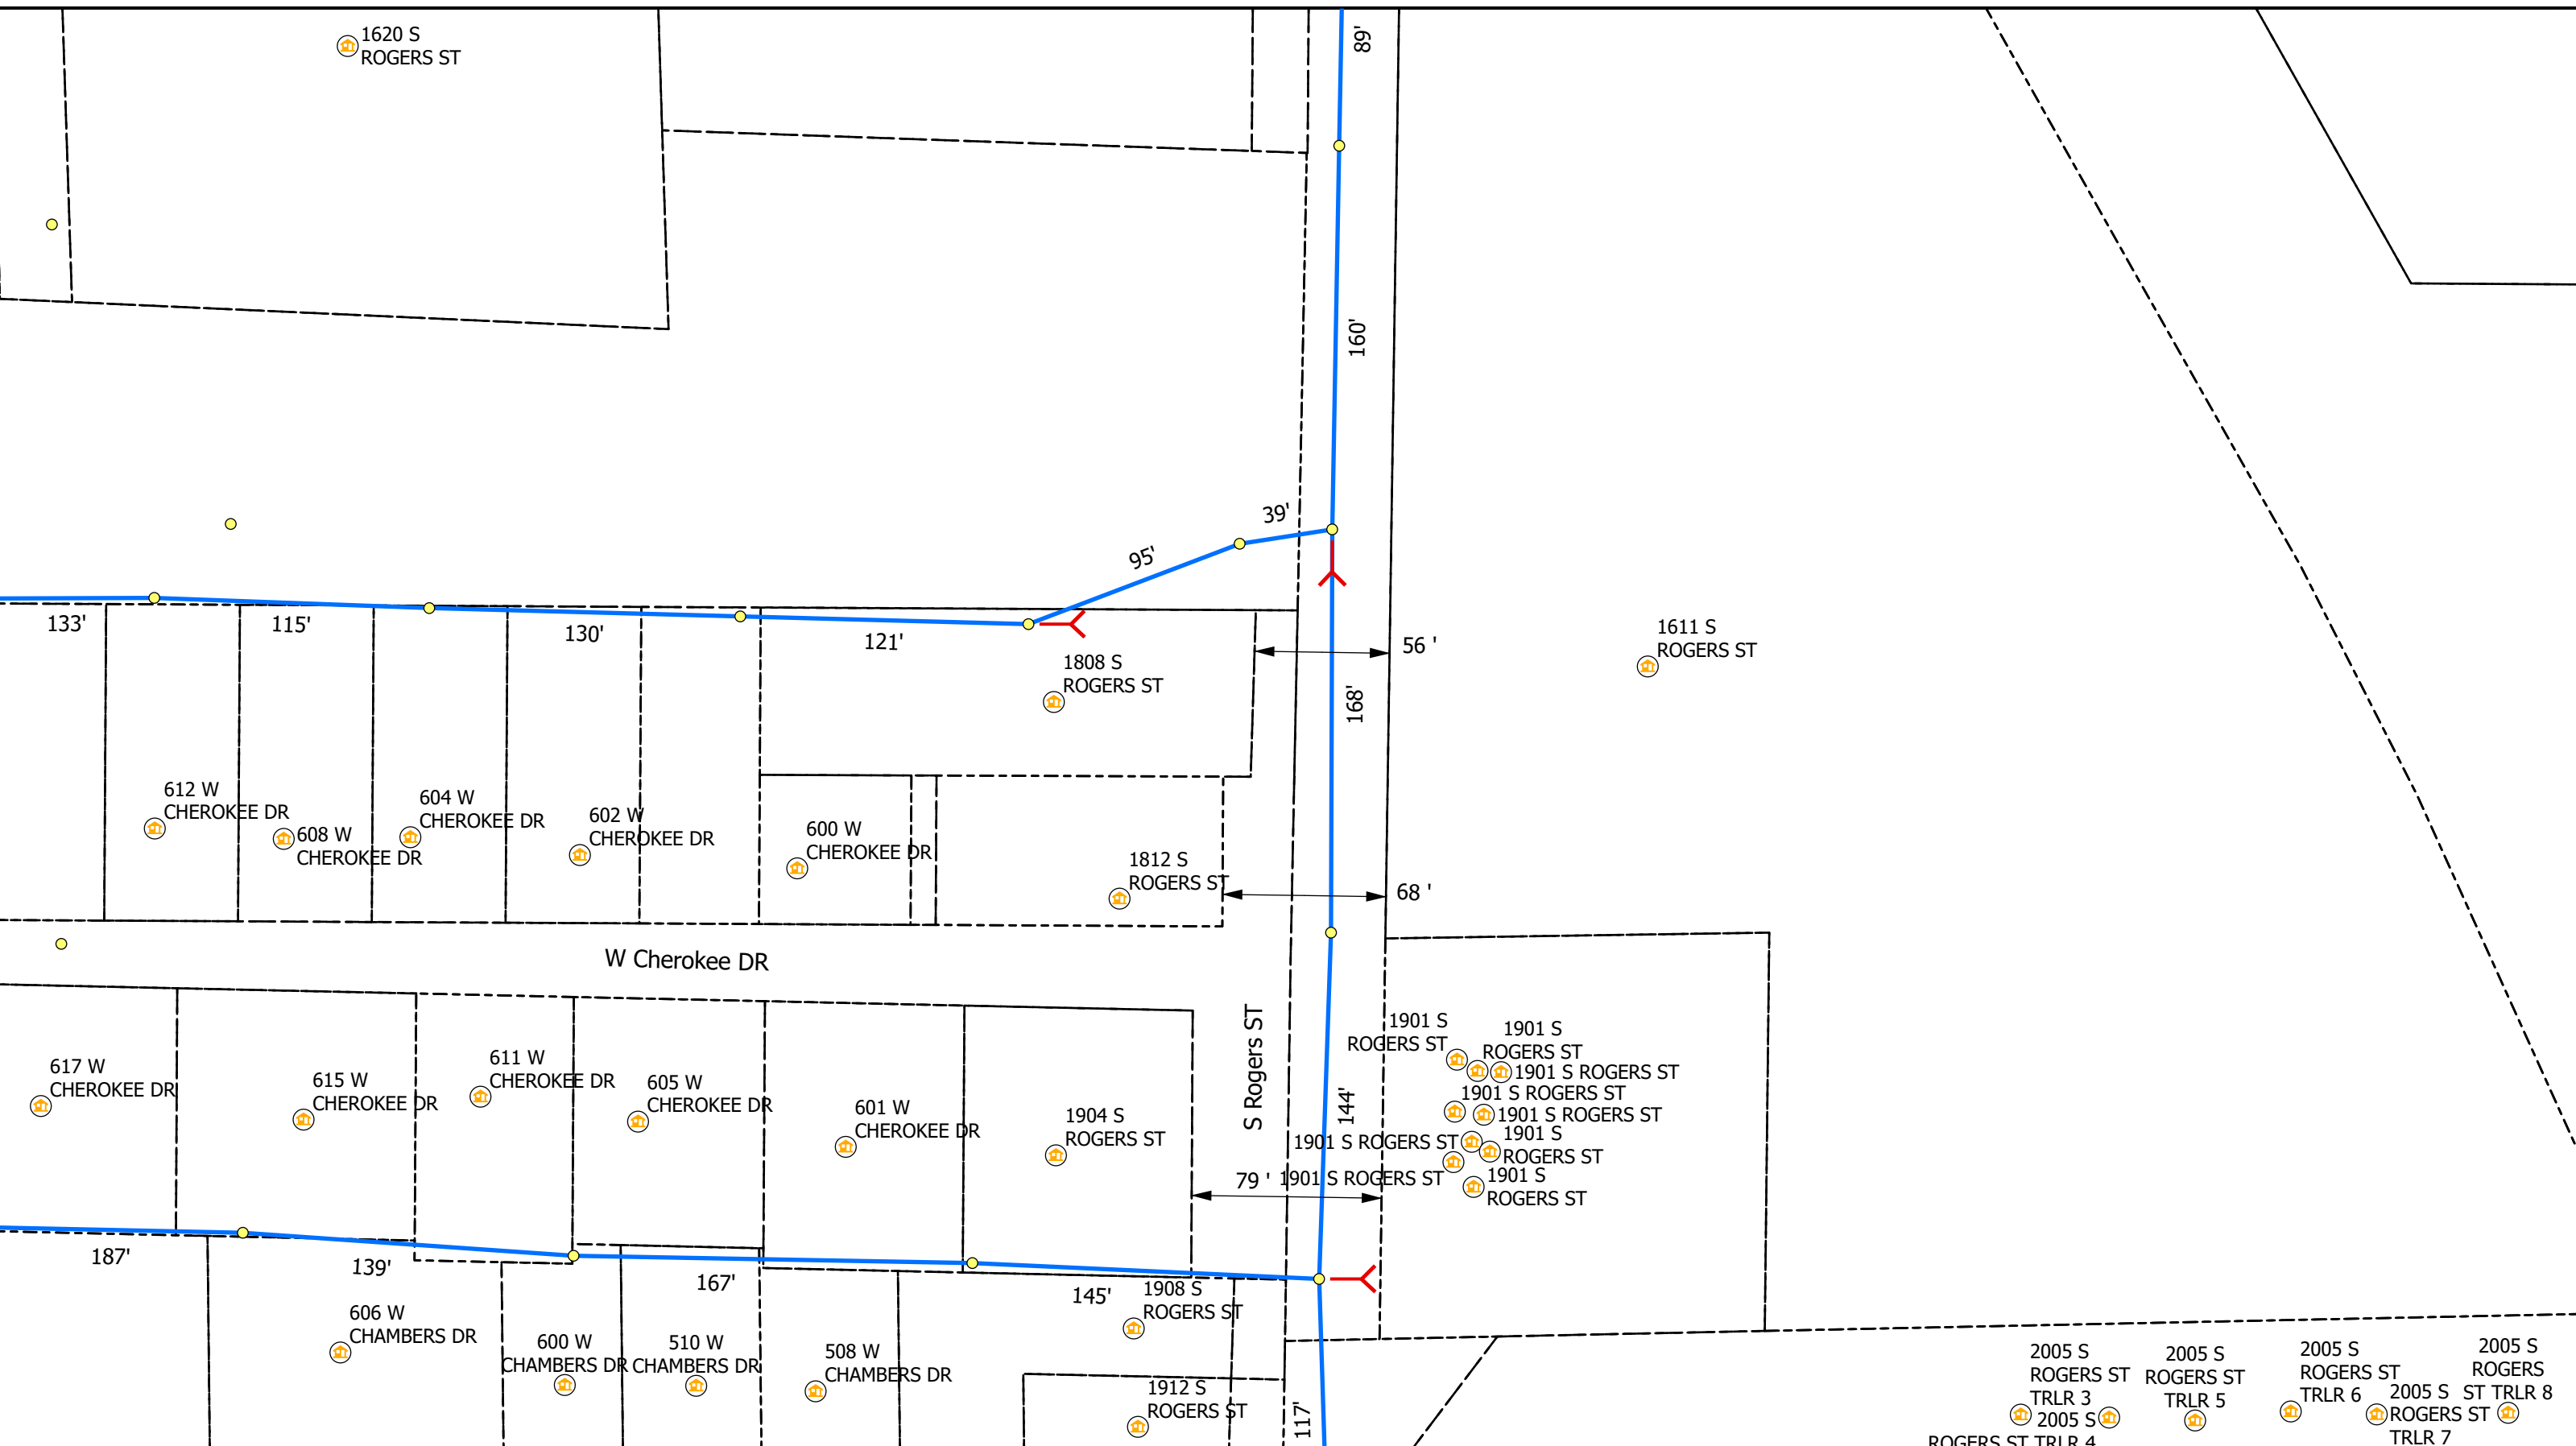 1620 S
ROGERS ST
89'
160'
39'
95'
133'
115'
130'
121'
56 '
1611 S
ROGERS ST
1808 S
ROGERS ST
168'
612 W
CHEROKEE DR
608 W
CHEROKEE DR
604 W
CHEROKEE DR
602 W
CHEROKEE DR
600 W
CHEROKEE DR
1812 S
ROGERS ST
68 '
W Cherokee DR
S Rogers ST
617 W
CHEROKEE DR
615 W
CHEROKEE DR
611 W
CHEROKEE DR
605 W
CHEROKEE DR
601 W
CHEROKEE DR
1904 S
ROGERS ST
144'
1901 S
ROGERS ST
1901 S
ROGERS ST
1901 S ROGERS ST
1901 S ROGERS ST
1901 S ROGERS ST
1901 S ROGERS ST
1901 S
ROGERS ST
79 '
1901 S ROGERS ST
1901 S
ROGERS ST
187'
139'
167'
145'
1908 S
ROGERS ST
606 W
CHAMBERS DR
600 W
CHAMBERS DR
510 W
CHAMBERS DR
508 W
CHAMBERS DR
1912 S
ROGERS ST
117'
2005 S
ROGERS ST
TRLR 3
2005 S
ROGERS ST TRLR 4
2005 S
ROGERS ST
TRLR 5
2005 S
ROGERS ST
TRLR 6
2005 S
ROGERS ST
TRLR 7
2005 S
ROGERS
ST TRLR 8